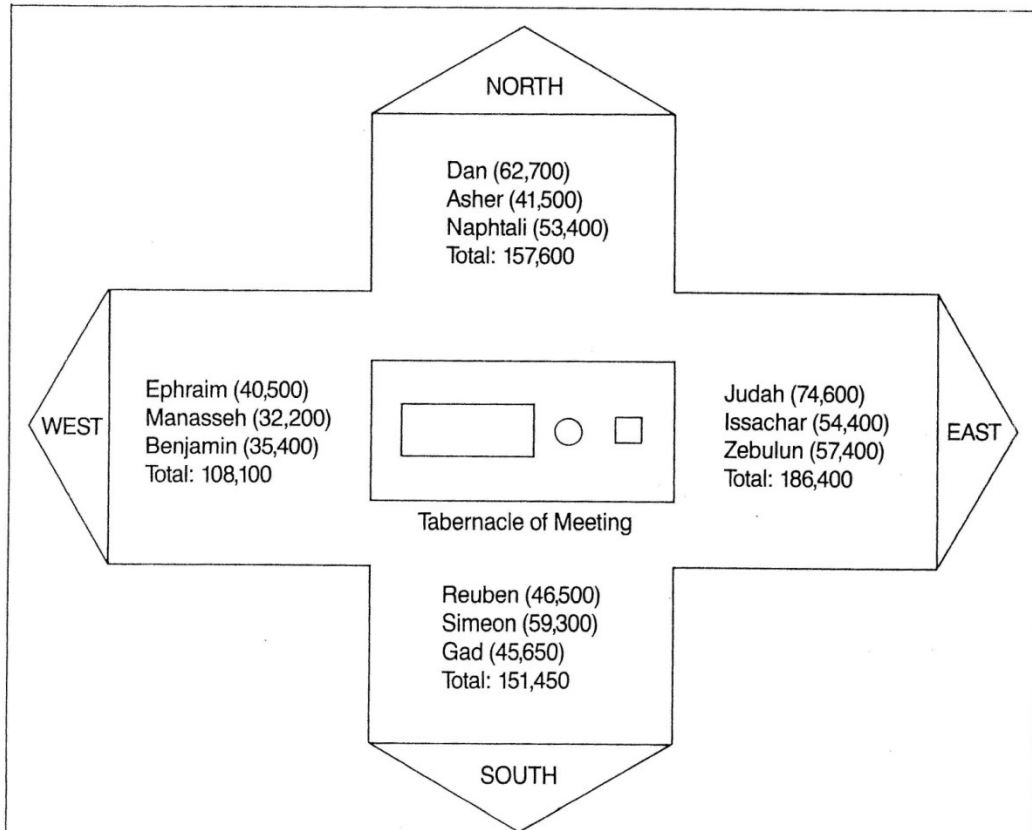 NORTH
Dan (62,700)
Asher (41,500)
Naphtali (53,400)
Total: 157,600
WEST
Ephraim (40,500)
Manasseh (32,200)
Benjamin (35,400)
Total: 108,100
Tabernacle of Meeting
Judah (74,600)
Issachar (54,400)
Zebulun (57,400)
Total: 186,400
EAST
Reuben (46,500)
Simeon (59,300)
Gad (45,650)
Total: 151,450
SOUTH